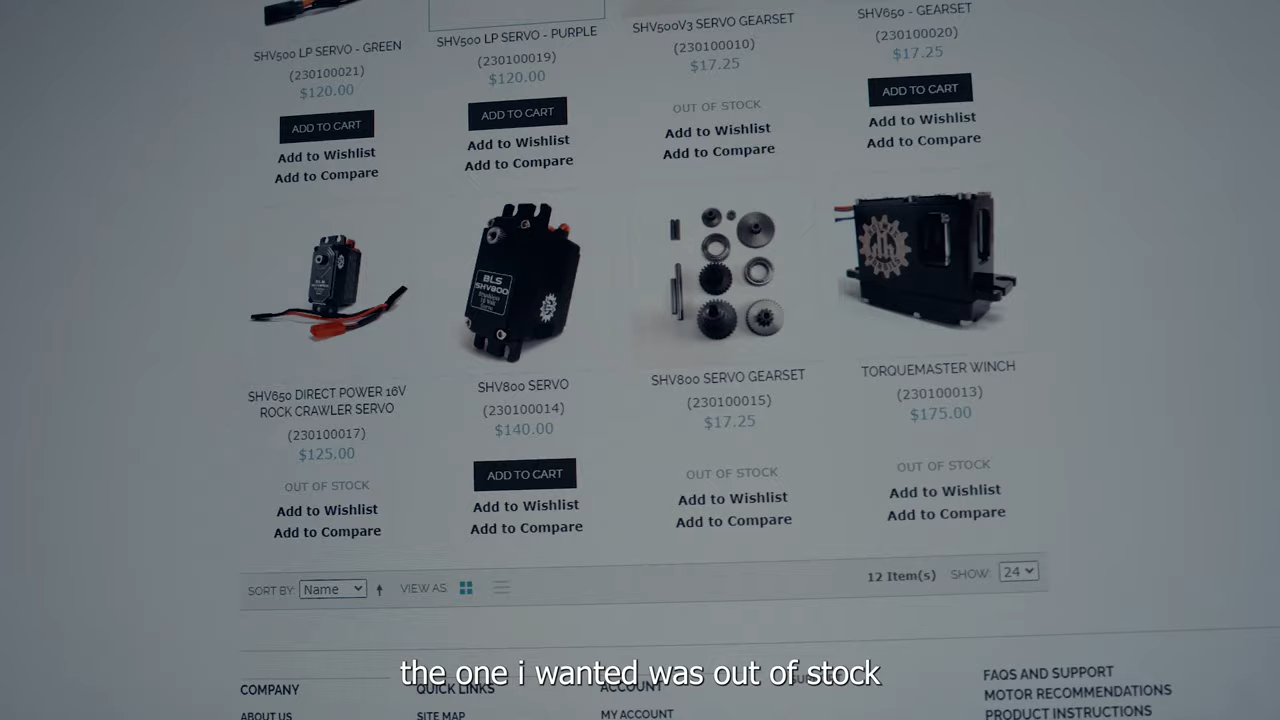 SHV500 LP SERVO - GREEN
(230100021)
$120.00
ADD TO CART
Add to Wishlist
Add to Compare
SHV500 LP SERVO - PURPLE
(230100019)
$120.00
ADD TO CART
Add to Wishlist
Add to Compare
SHV500V3 SERVO GEARSET
(230100010)
$17.25
OUT OF STOCK
Add to Wishlist
Add to Compare
SHV650 - GEARSET
(230100020)
$17.25
ADD TO CART
Add to Wishlist
Add to Compare
SHV650 DIRECT POWER 16V
ROCK CRAWLER SERVO
(230100017)
$125.00
OUT OF STOCK
Add to Wishlist
Add to Compare
BLS
SHV800
SHV800 SERVO
(230100014)
$140.00
ADD TO CART
Add to Wishlist
Add to Compare
SHV800 SERVO GEARSET
(230100015)
$17.25
OUT OF STOCK
Add to Wishlist
Add to Compare
TORQUEMASTER WINCH
(230100013)
$175.00
OUT OF STOCK
Add to Wishlist
Add to Compare
SORT BY: Name VIEW AS: 12 Item(s) SHOW: 24
the one i wanted was out of stock
COMPANY
ABOUT US
QUICK LINKS
SITE MAP
ACCOUNT
MY ACCOUNT
FAQS AND SUPPORT
MOTOR RECOMMENDATIONS
PRODUCT INSTRUCTIONS